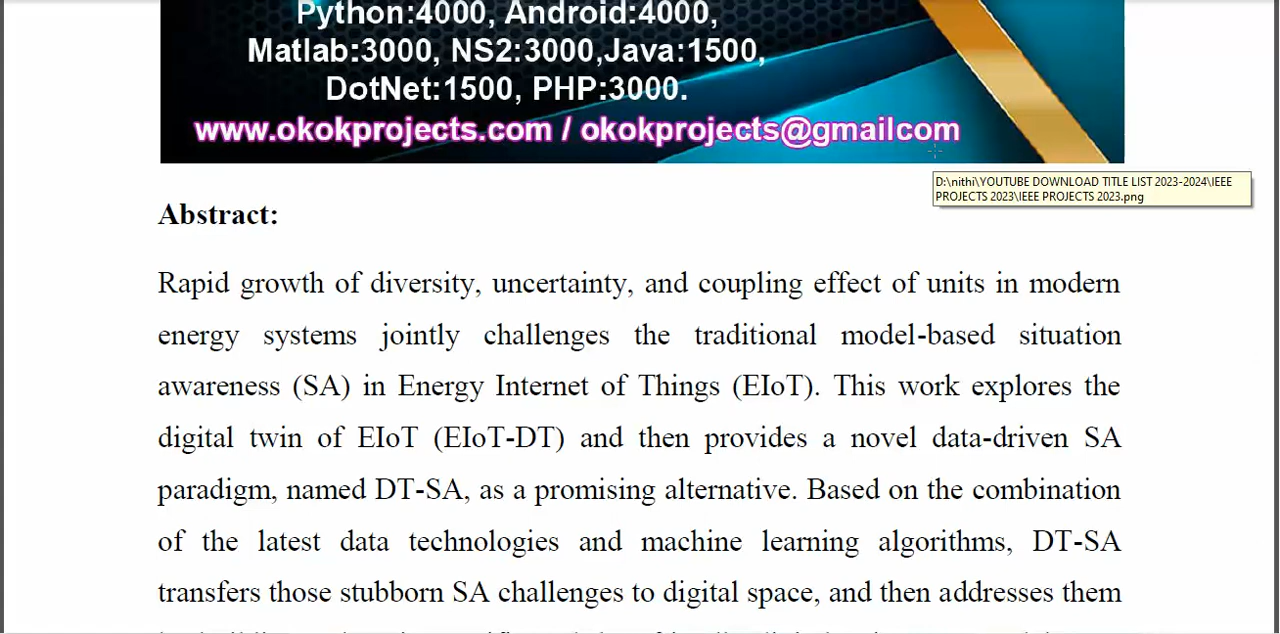 Python:4000, Android:4000,
Matlab:3000, NS2:3000,Java:1500,
DotNet:1500, PHP:3000.
www.okokprojects.com / okokprojects@gmailcom
D:\nithi\YOUTUBE DOWNLOAD TITLE LIST 2023-2024\IEEE
PROJECTS 2023\IEEE PROJECTS 2023.png
Abstract:
Rapid growth of diversity, uncertainty, and coupling effect of units in modern
energy systems jointly challenges the traditional model-based situation
awareness (SA) in Energy Internet of Things (EIoT). This work explores the
digital twin of EIoT (EIoT-DT) and then provides a novel data-driven SA
paradigm, named DT-SA, as a promising alternative. Based on the combination
of the latest data technologies and machine learning algorithms, DT-SA
transfers those stubborn SA challenges to digital space, and then addresses them